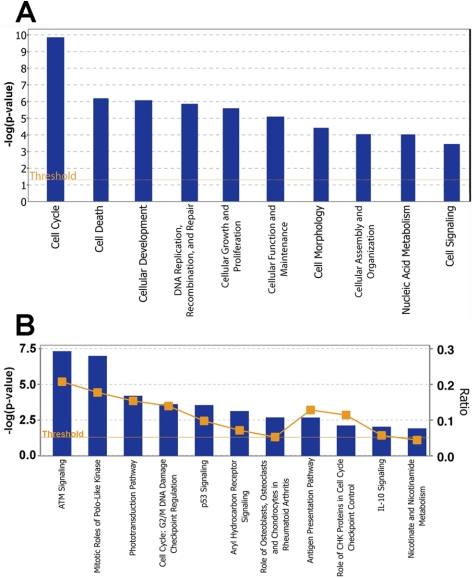 A
10
9
8
7
6
5
4
3
2
1
0
-log(p-value)
Threshold
Cell Cycle
Cell Death
Cellular Development
DNA Replication,
Recombination, and Repair
Cellular Growth and
Proliferation
Cellular Function and
Maintenance
Cell Morphology
Cellular Assembly and
Organization
Nucleic Acid Metabolism
Cell Signaling
B
7.5
5.0
2.5
0.0
-log(p-value)
Threshold
0.3
0.2
0.1
0.0
Ratio
ATM Signaling
Mitotic Roles of Polo-Like Kinase
Phototransduction Pathway
Cell Cycle: G2/M DNA Damage
Checkpoint Regulation
p53 Signaling
Aryl Hydrocarbon Receptor
Signaling
Role of Osteoblasts, Osteoclasts
and Chondrocytes in
Rheumatoid Arthritis
Antigen Presentation Pathway
Role of CHK Proteins in Cell Cycle
Checkpoint Control
IL-10 Signaling
Nicotinate and Nicotinamide
Metabolism